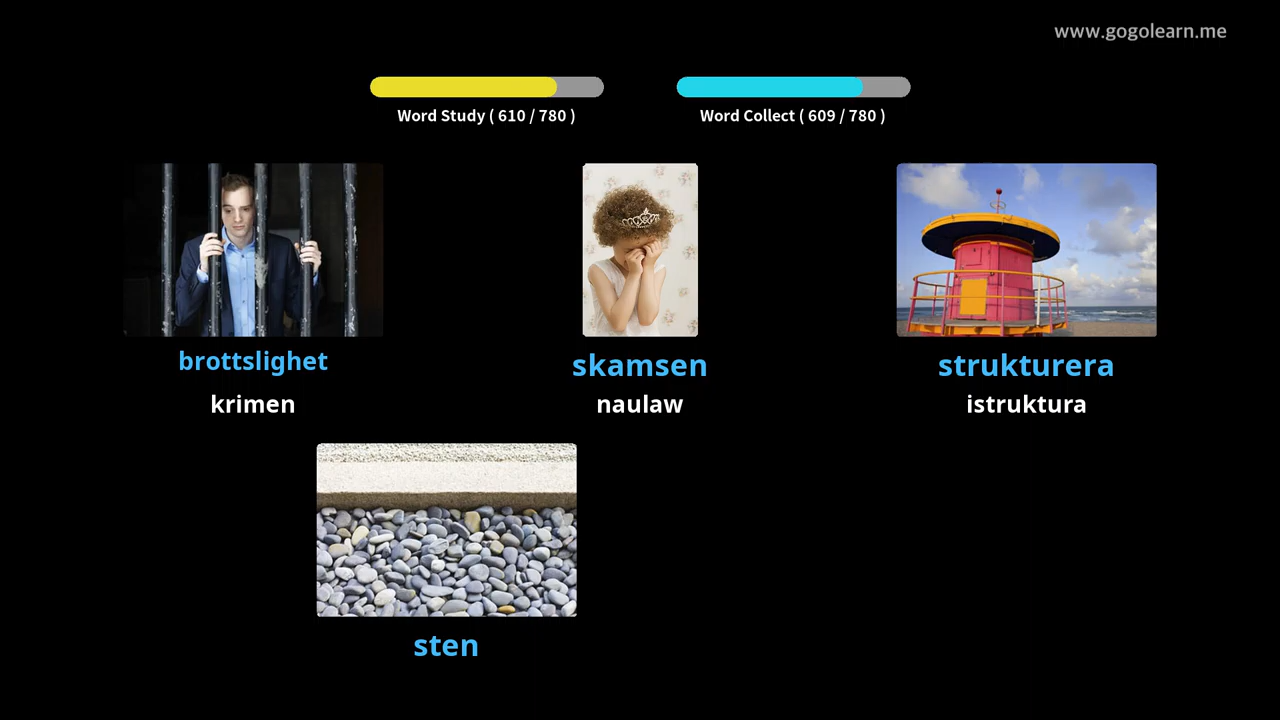 www.gogolearn.me
Word Study ( 610 / 780 )
Word Collect ( 609 / 780 )
brottslighet
skamsen
strukturera
krimen
naulaw
istruktura
sten